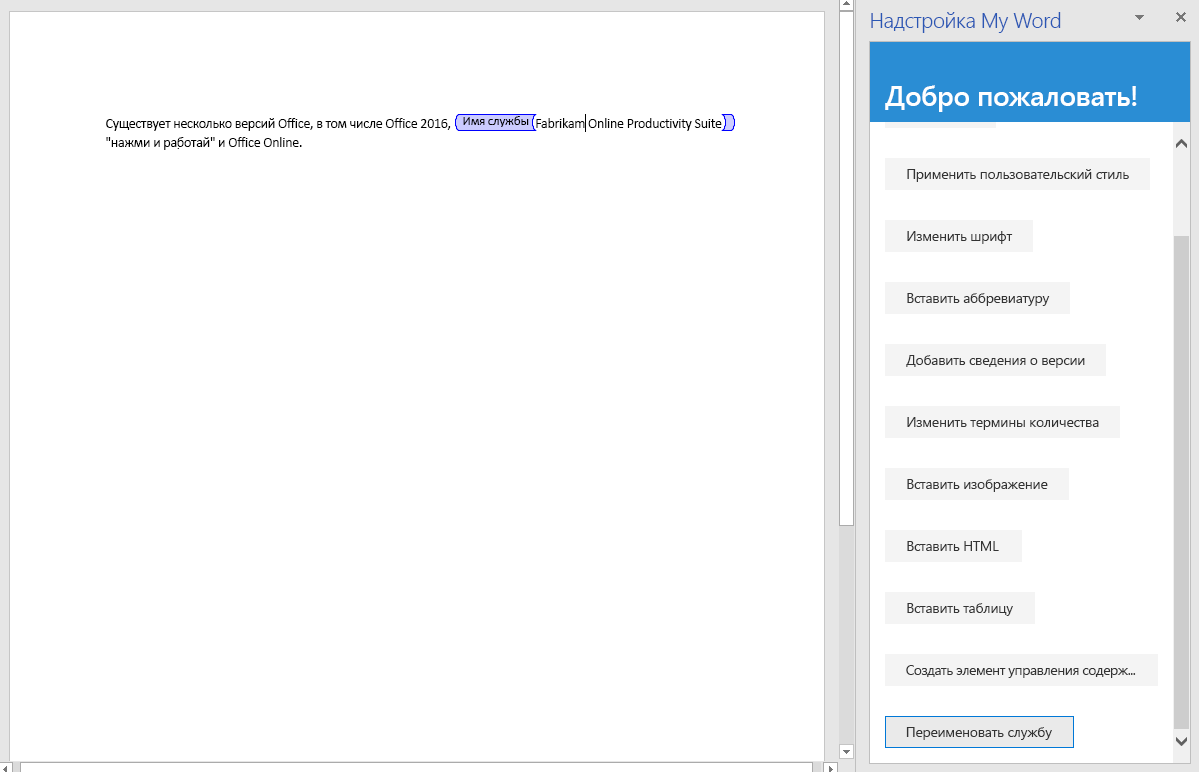 Надстройка My Word
Добро пожаловать!
Существует несколько версий Office, в том числе Office 2016, Имя службы Fabrikam Online Productivity Suite
"нажми и работай" и Office Online.
Применить пользовательский стиль
Изменить шрифт
Вставить аббревиатуру
Добавить сведения о версии
Изменить термины количества
Вставить изображение
Вставить HTML
Вставить таблицу
Создать элемент управления содерж...
Переименовать службу